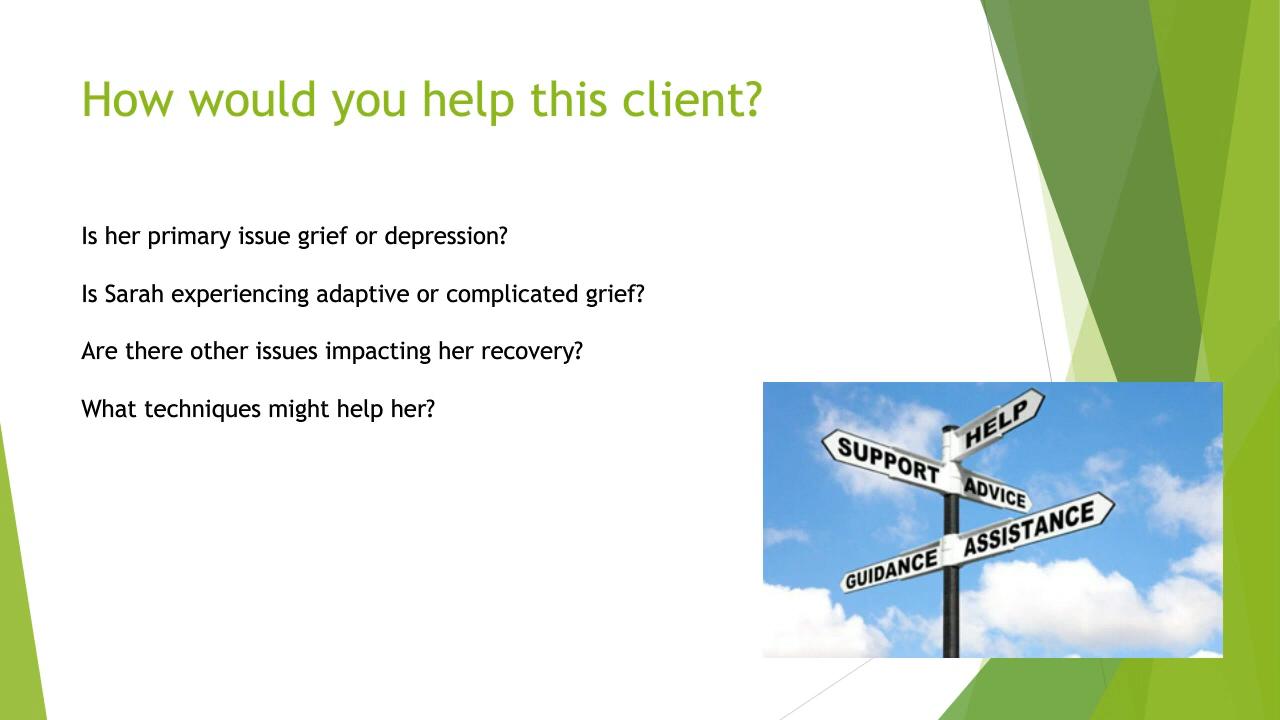 How would you help this client?
Is her primary issue grief or depression?
Is Sarah experiencing adaptive or complicated grief?
Are there other issues impacting her recovery?
What techniques might help her?
HELP
SUPPORT
ADVICE
ASSISTANCE
GUIDANCE